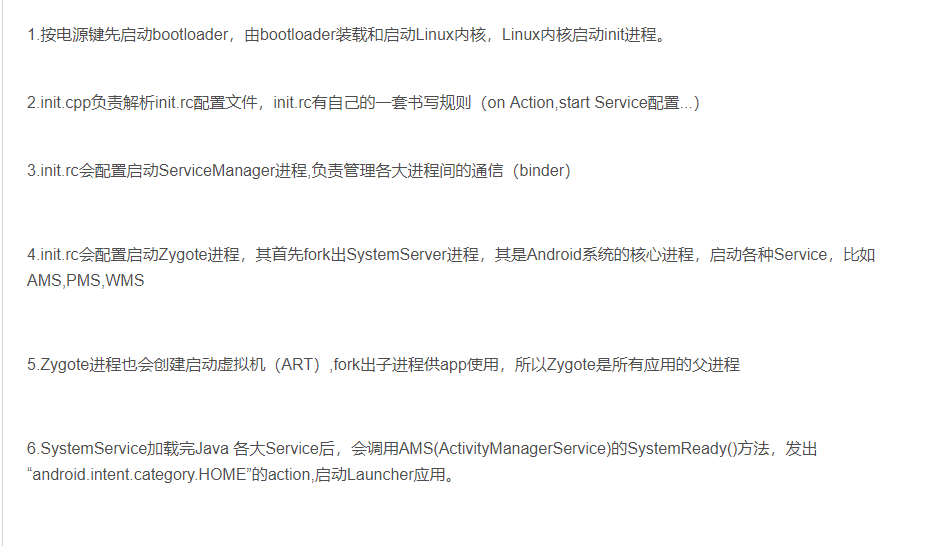 1.按电源键先启动bootloader，由bootloader装载和启动Linux内核，Linux内核启动init进程。
2.init.cpp负责解析init.rc配置文件，init.rc有自己的一套书写规则（on Action,start Service配置...）
3.init.rc会配置启动ServiceManager进程,负责管理各大进程间的通信（binder）
4.init.rc会配置启动Zygote进程，其首先fork出SystemServer进程，其是Android系统的核心进程，启动各种Service，比如
AMS,PMS,WMS
5.Zygote进程也会创建启动虚拟机（ART）,fork出子进程供app使用，所以Zygote是所有应用的父进程
6.SystemService加载完Java 各大Service后，会调用AMS(ActivityManagerService)的SystemReady()方法，发出
“android.intent.category.HOME”的action,启动Launcher应用。